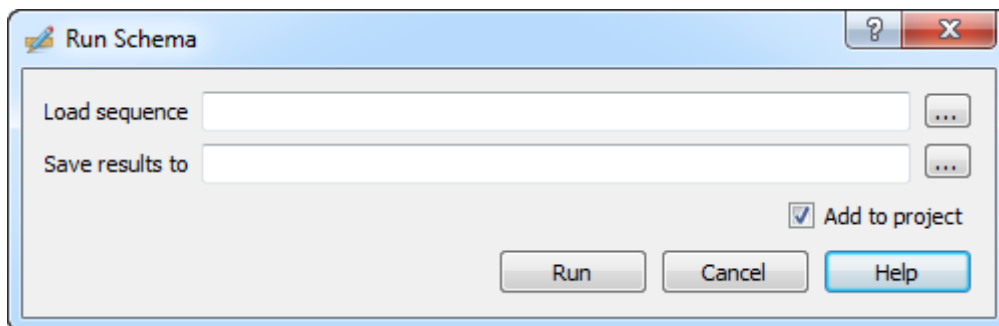 Run Schema
?
Load sequence ...
Save results to ...
Add to project
Run Cancel Help